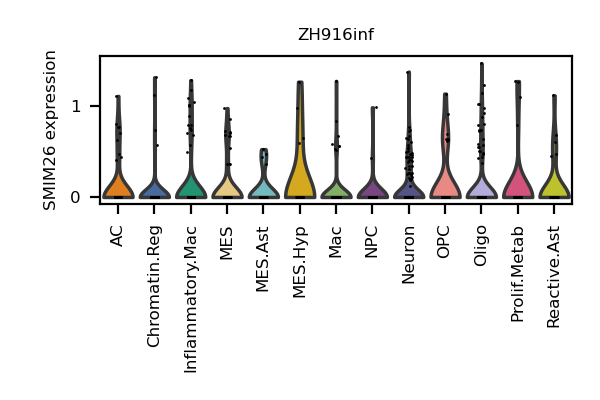 ZH916inf
SMIM26 expression
1
0
AC
Chromatin.Reg
Inflammatory.Mac
MES
MES.Ast
MES.Hyp
Mac
NPC
Neuron
OPC
Oligo
Prolif.Metab
Reactive.Ast